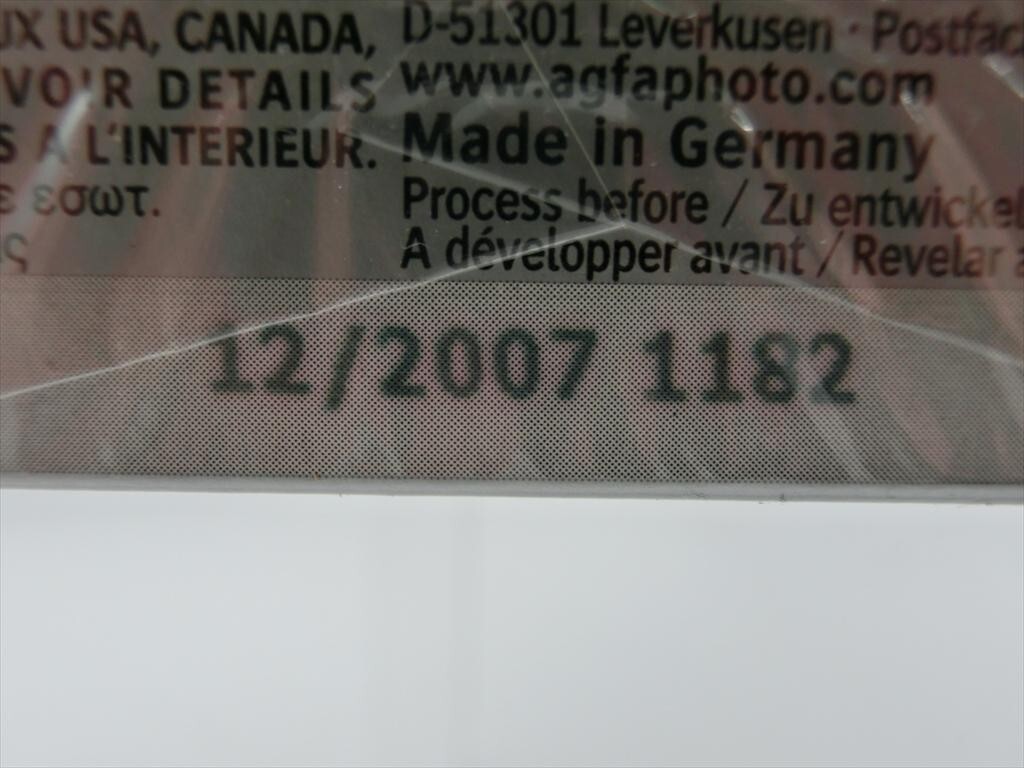 UX USA, CANADA,
VOIR DETAILS
S A L'INTERIEUR.
ε εσωτ.
ς
D-51301 Leverkusen · Postfac
www.agfaphoto.com
Made in Germany
Process before / Zu entwickel
A développer avant / Revelar a
12/2007 1182